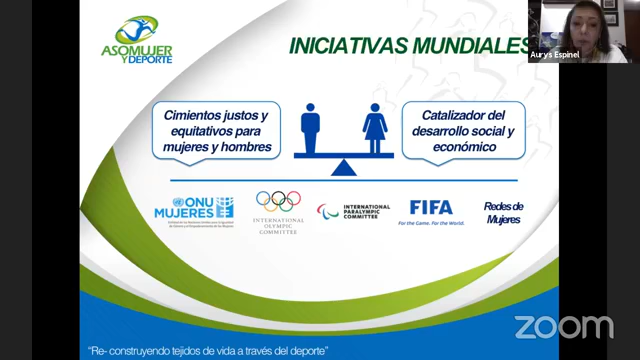 ASOMUJER
Y DEPORTE
INICIATIVAS MUNDIALES
Aurys Espinel
Cimientos justos y
equitativos para
mujeres y hombres
Catalizador del
desarrollo social y
económico
ONU
MUJERES
INTERNATIONAL
OLYMPIC
COMMITTEE
INTERNATIONAL
PARALYMPIC
COMMITTEE
FIFA
For the Game. For the World.
Redes de
Mujeres
"Re- construyendo tejidos de vida a través del deporte"
zoom